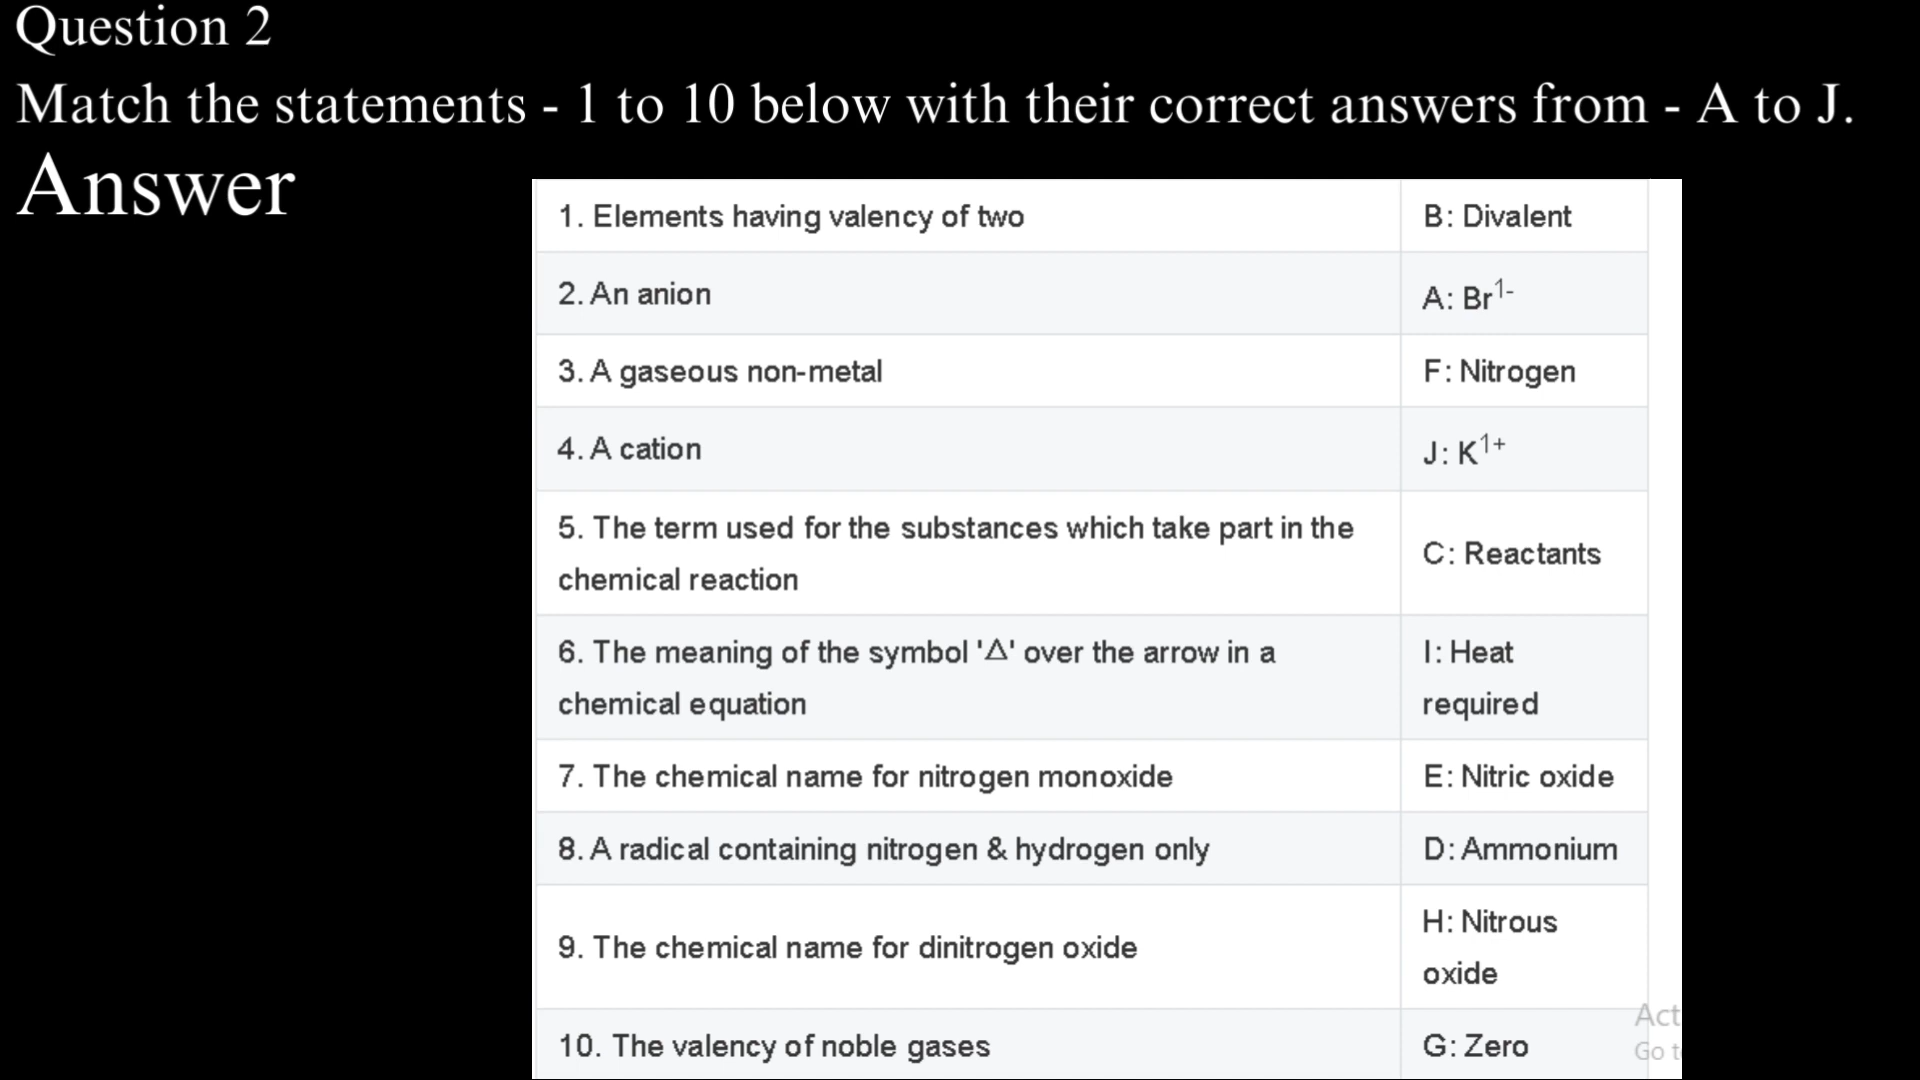 Question 2
Match the statements - 1 to 10 below with their correct answers from - A to J.
Answer
1. Elements having valency of two B: Divalent
2. An anion A: Br¹⁻
3. A gaseous non-metal F: Nitrogen
4. A cation J: K¹⁺
5. The term used for the substances which take part in the
chemical reaction C: Reactants
6. The meaning of the symbol 'Δ' over the arrow in a I: Heat
chemical equation required
7. The chemical name for nitrogen monoxide E: Nitric oxide
8. A radical containing nitrogen & hydrogen only D: Ammonium
9. The chemical name for dinitrogen oxide H: Nitrous
oxide
10. The valency of noble gases G: Zero
Act
Go t